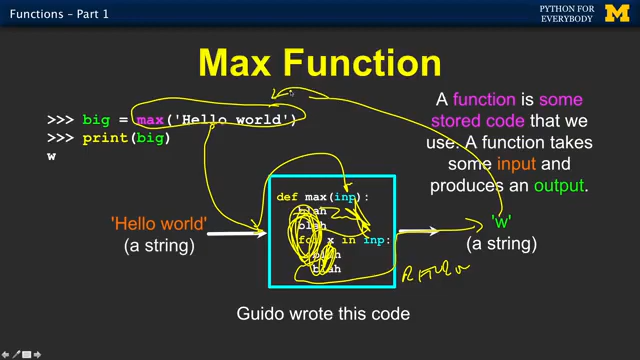 Functions - Part 1
PYTHON FOR
EVERYBODY
M
Max Function
>>> big = max('Hello world')
>>> print(big)
w
A function is some
stored code that we
use. A function takes
some input and
produces an output.
def max(inp):
blah
blah
for x in inp:
blah
blah
'Hello world'
(a string)
'w'
(a string)
Guido wrote this code